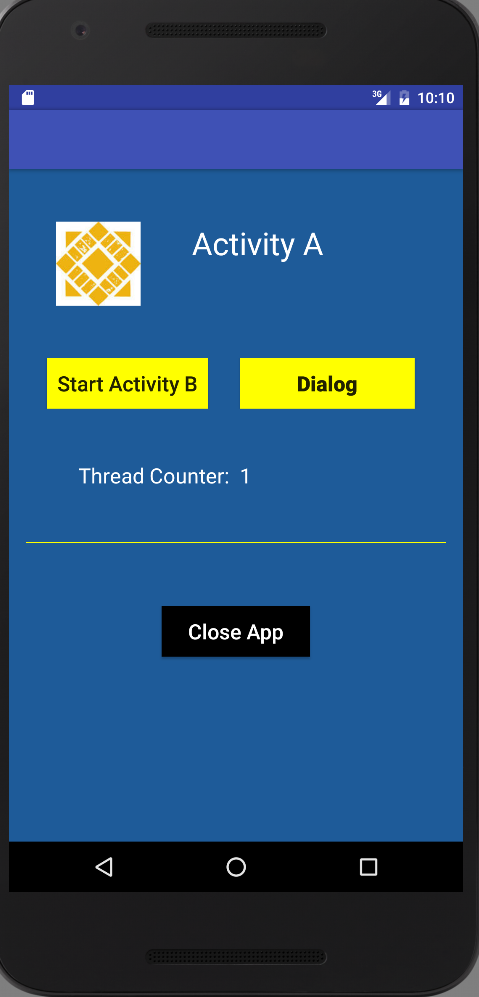 3G 10:10
Activity A
Start Activity B Dialog
Thread Counter: 1
Close App